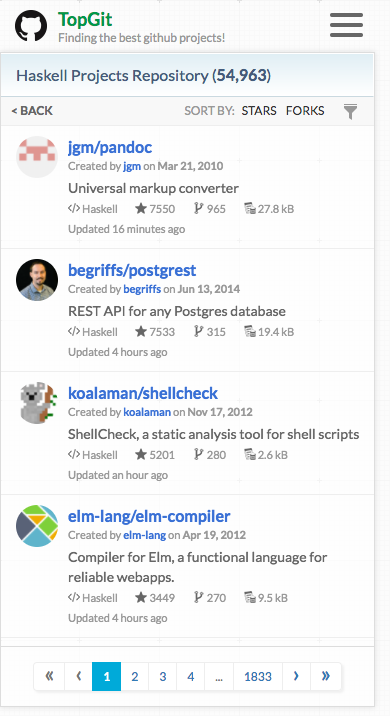 TopGit
Finding the best github projects!
Haskell Projects Repository (54,963)
< BACK SORT BY: STARS FORKS
jgm/pandoc
Created by jgm on Mar 21, 2010
Universal markup converter
</> Haskell 7550 965 27.8 kB
Updated 16 minutes ago
begriffs/postgrest
Created by begriffs on Jun 13, 2014
REST API for any Postgres database
</> Haskell 7533 315 19.4 kB
Updated 4 hours ago
koalaman/shellcheck
Created by koalaman on Nov 17, 2012
ShellCheck, a static analysis tool for shell scripts
</> Haskell 5201 280 2.6 kB
Updated an hour ago
elm-lang/elm-compiler
Created by elm-lang on Apr 19, 2012
Compiler for Elm, a functional language for
reliable webapps.
</> Haskell 3449 270 9.5 kB
Updated 4 hours ago
« ‹ 1 2 3 4 ... 1833 › »